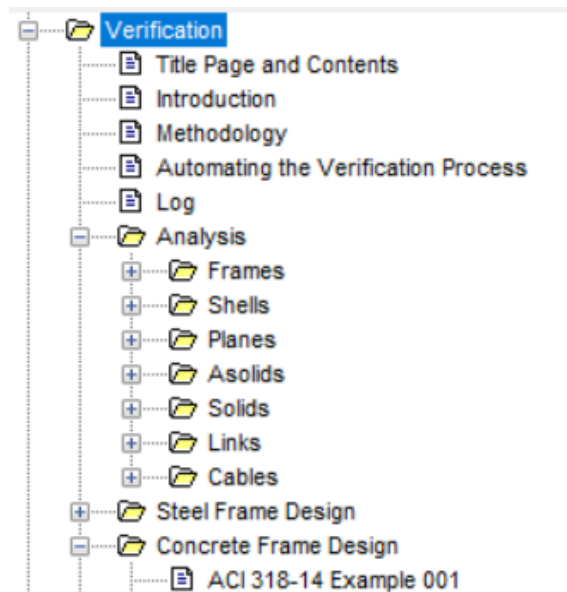 Verification
Title Page and Contents
Introduction
Methodology
Automating the Verification Process
Log
Analysis
Frames
Shells
Planes
Asolids
Solids
Links
Cables
Steel Frame Design
Concrete Frame Design
ACI 318-14 Example 001